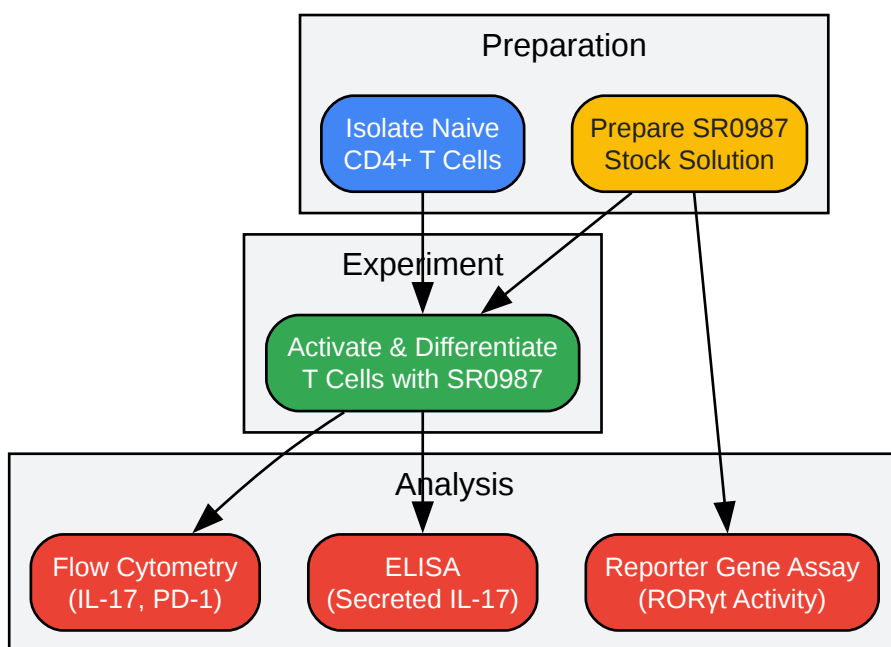 Preparation
Isolate Naive
CD4+ T Cells
Prepare SR0987
Stock Solution
Experiment
Activate & Differentiate
T Cells with SR0987
Analysis
Flow Cytometry
(IL-17, PD-1)
ELISA
(Secreted IL-17)
Reporter Gene Assay
(RORγt Activity)